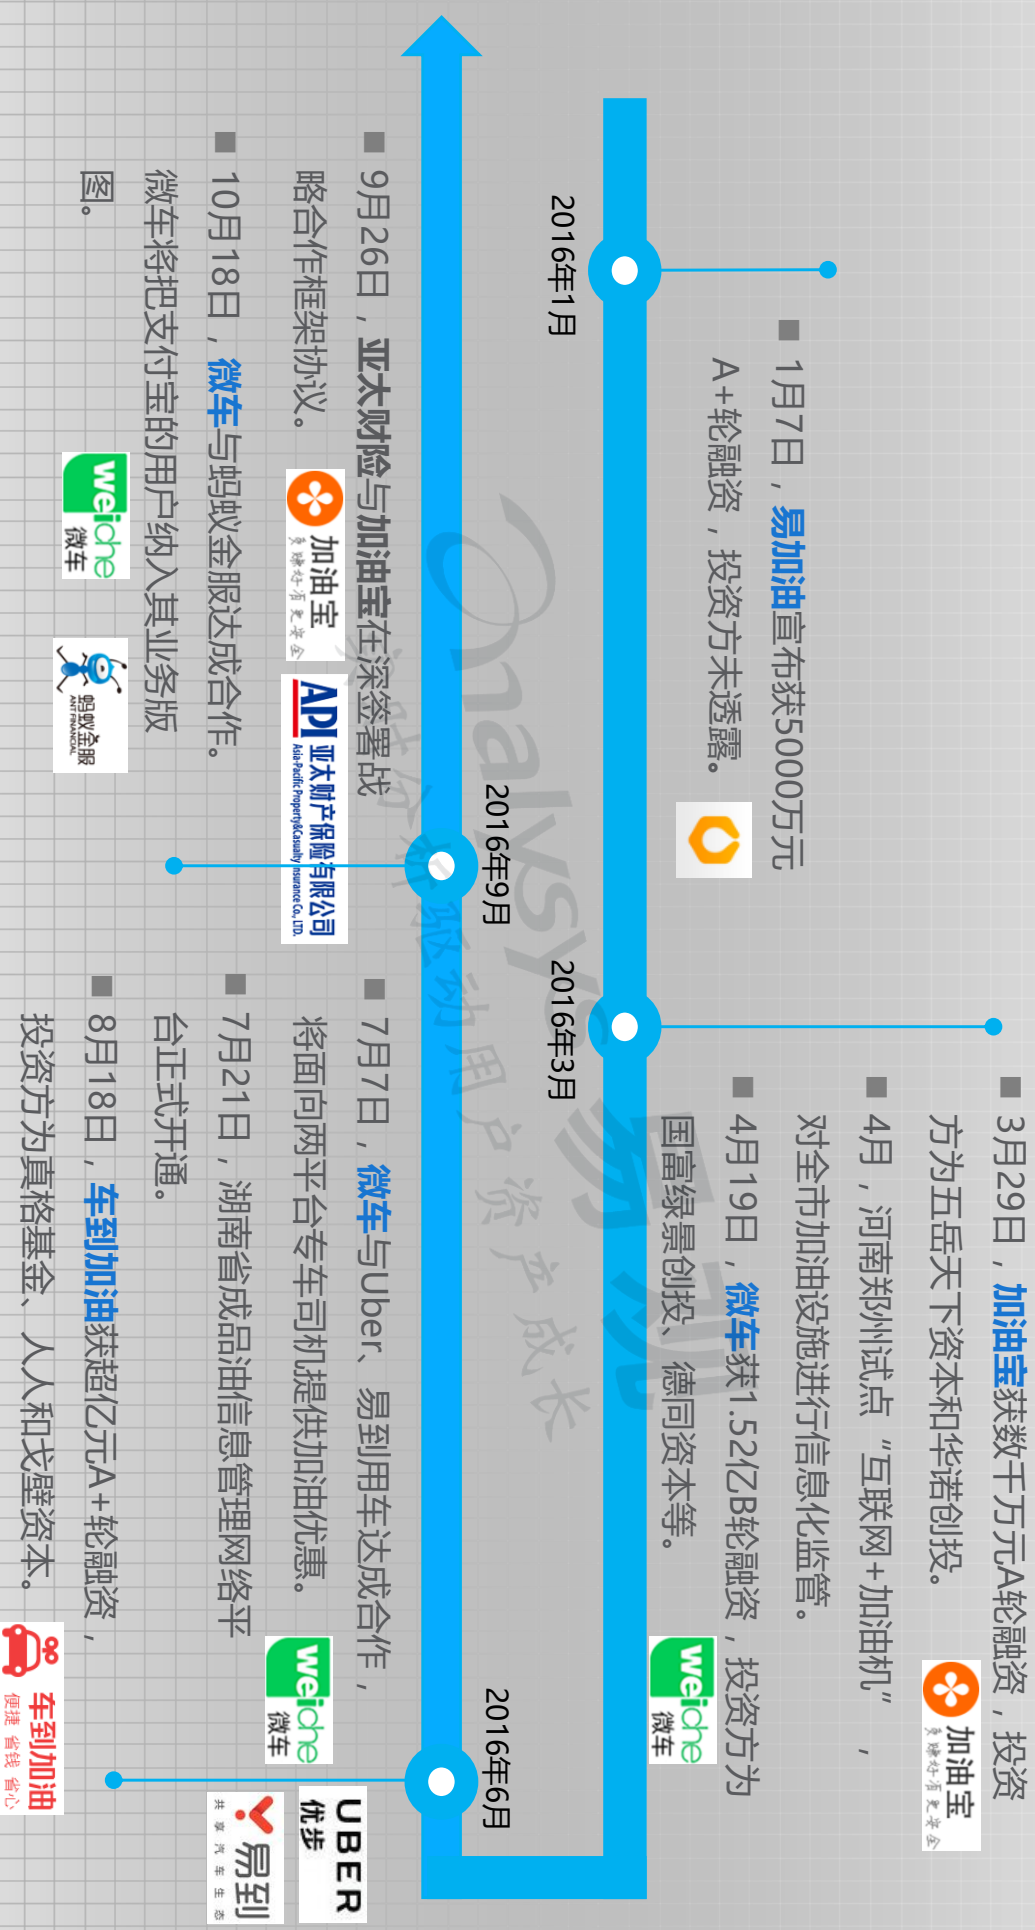 2016年1月
■ 1月7日，易加油宣布获5000万元
A+轮融资，投资方未透露。
2016年3月
■ 3月29日，加油宝获数千万元A轮融资，投资
方为五岳天下资本和华诺创投。
加油宝
■ 4月，河南郑州试点“互联网+加油机”，
对全市加油设施进行信息化监管。
■ 4月19日，微车获1.52亿B轮融资，投资方为
国富绿景创投、德同资本等。
weiche
微车
2016年6月
■ 7月7日，微车与Uber、易到用车达成合作，
将面向两平台专车司机提供加油优惠。
■ 7月21日，湖南省成品油信息管理网络平
台正式开通。
■ 8月18日，车到加油获超亿元A+轮融资，
投资方为真格基金、人人和戈壁资本。
weiche
微车
UBER
优步
易到
共享汽车生态
车到加油
便捷 省钱 省心
2016年9月
■ 9月26日，亚太财险与加油宝在深签署战
略合作框架协议。
加油宝
API 亚太财产保险有限公司
Asia-Pacific Property&Casualty Insurance Co., LTD.
■ 10月18日，微车与蚂蚁金服达成合作。
微车将把支付宝的用户纳入其业务版
图。
weiche
微车
蚂蚁金服
ANT FINANCIAL
Analysys 易观
驱动用户资产成长